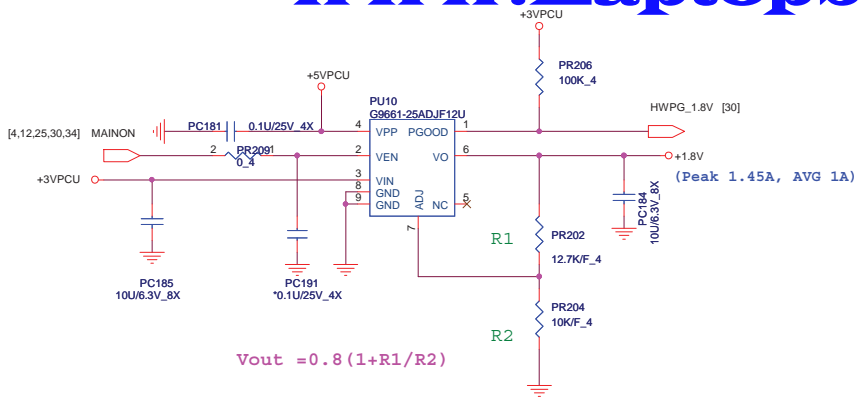 +3VPCU
PR206
100K_4
+5VPCU
PU10
G9661-25ADJF12U
HWPG_1.8V [30]
[4,12,25,30,34] MAINON
PC181 0.1U/25V_4X
4 VPP PGOOD 1
2 PR209 1
0_4
2 VEN VO 6
+1.8V
(Peak 1.45A, AVG 1A)
+3VPCU
3 VIN
8 GND
9 GND
ADJ
NC 5
7
PC184
10U/6.3V_8X
R1
PR202
12.7K/F_4
PC185
10U/6.3V_8X
PC191
*0.1U/25V_4X
PR204
10K/F_4
R2
Vout =0.8(1+R1/R2)